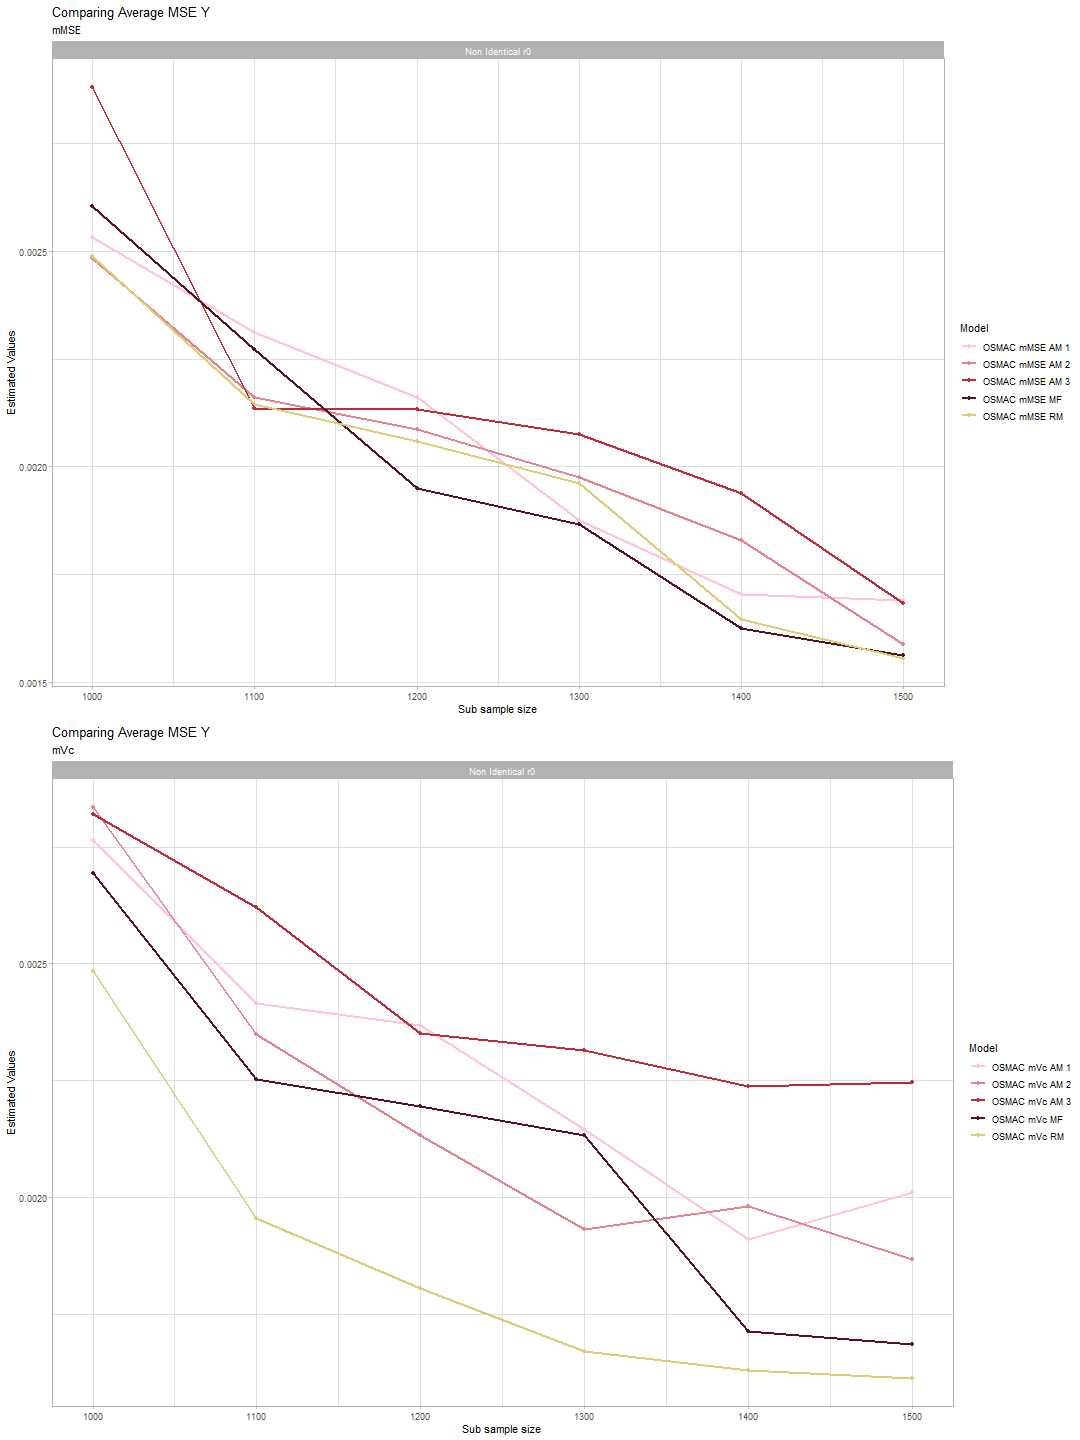 Comparing Average MSE Y
mMSE
Non Identical r0
Estimated Values
0.0025
0.0020
0.0015
1000 1100 1200 1300 1400 1500
Sub sample size
Model
OSMAC mMSE AM 1
OSMAC mMSE AM 2
OSMAC mMSE AM 3
OSMAC mMSE MF
OSMAC mMSE RM
Comparing Average MSE Y
mVc
Non Identical r0
Estimated Values
0.0025
0.0020
1000 1100 1200 1300 1400 1500
Sub sample size
Model
OSMAC mVc AM 1
OSMAC mVc AM 2
OSMAC mVc AM 3
OSMAC mVc MF
OSMAC mVc RM